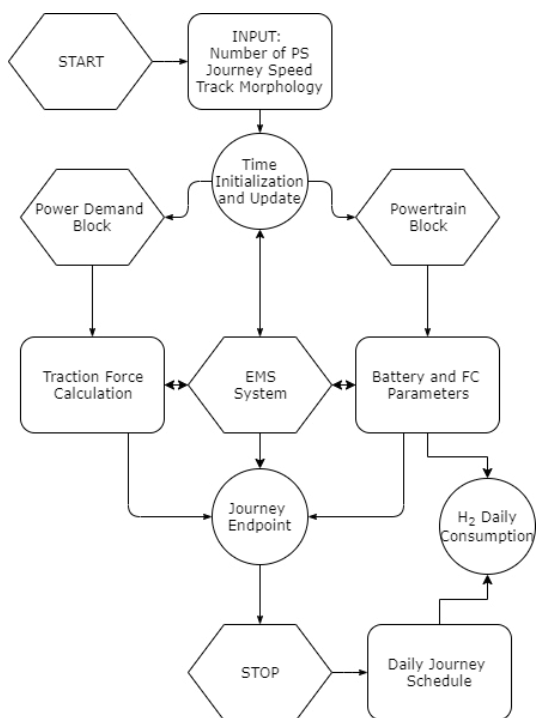 START
INPUT:
Number of PS
Journey Speed
Track Morphology
Time
Initialization
and Update
Power Demand
Block
Powertrain
Block
Traction Force
Calculation
EMS
System
Battery and FC
Parameters
Journey
Endpoint
H₂ Daily
Consumption
STOP
Daily Journey
Schedule